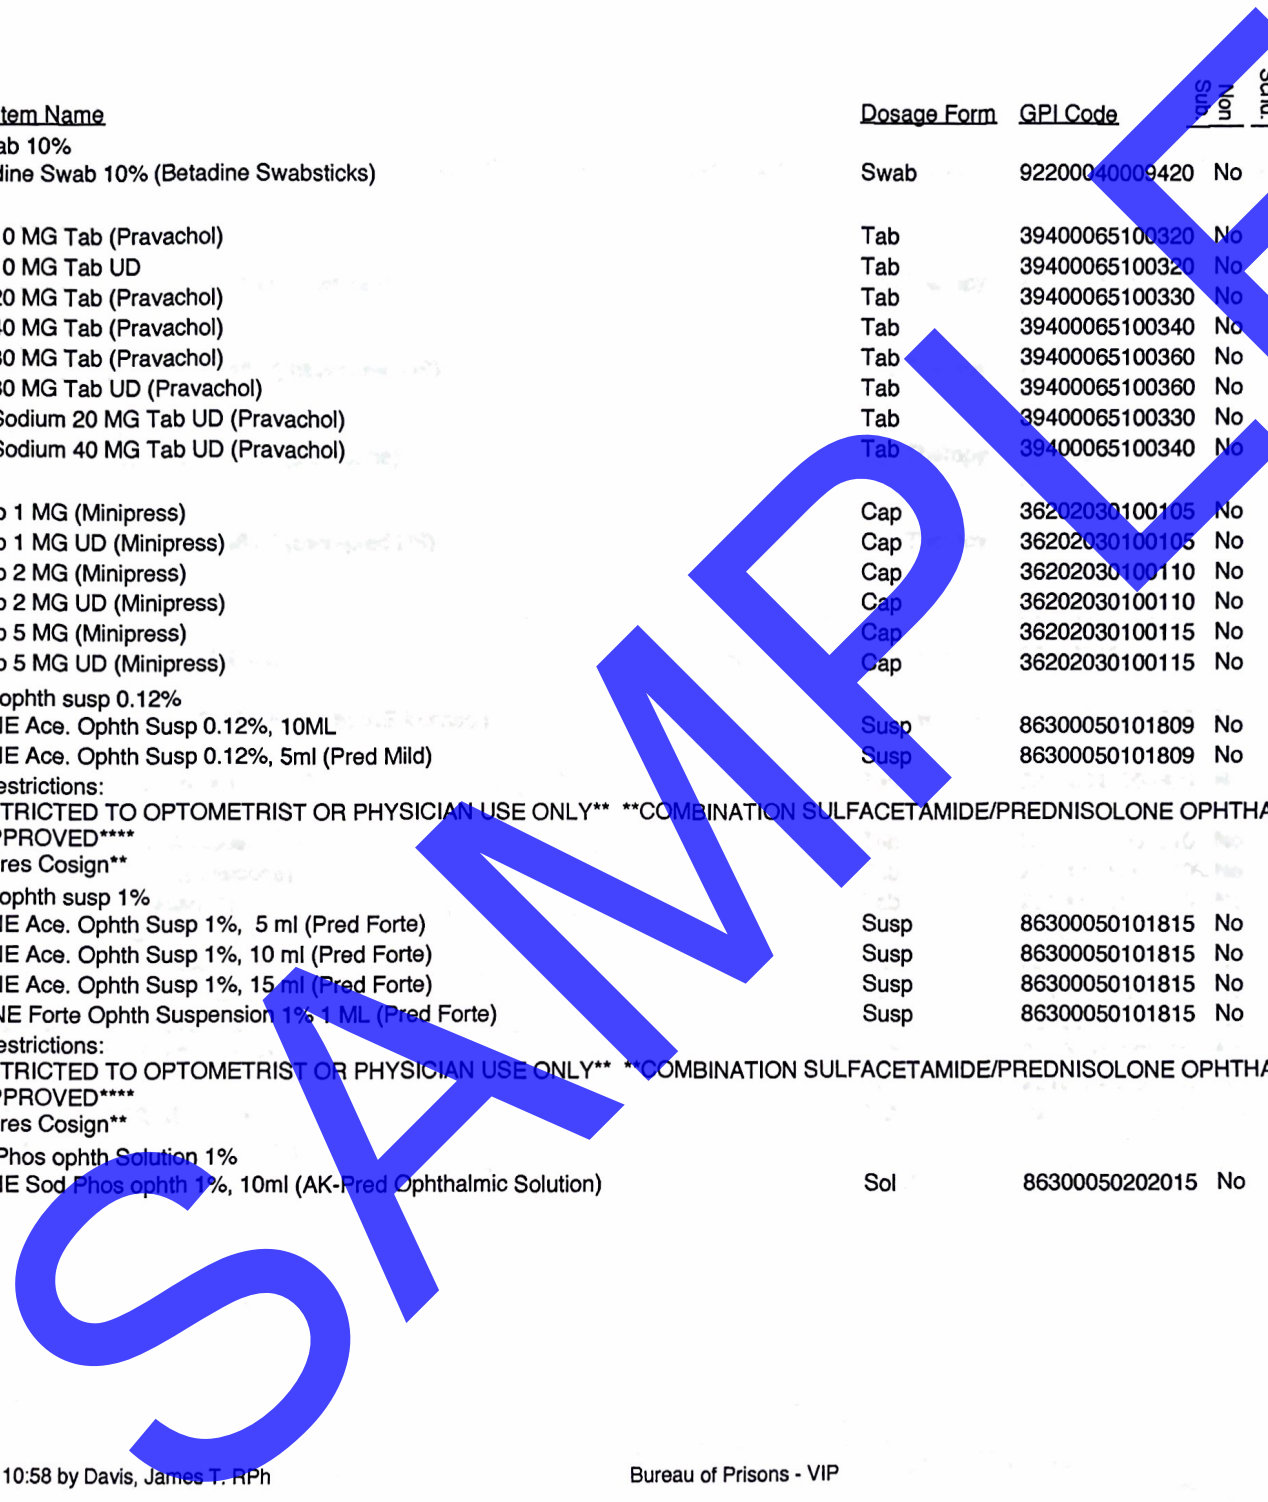 tem Name Dosage Form GPI Code Sub. Non Schd.
ab 10%
dine Swab 10% (Betadine Swabsticks) Swab 92200040009420 No
0 MG Tab (Pravachol) Tab 39400065100320 No
0 MG Tab UD Tab 39400065100320 No
20 MG Tab (Pravachol) Tab 39400065100330 No
40 MG Tab (Pravachol) Tab 39400065100340 No
80 MG Tab (Pravachol) Tab 39400065100360 No
80 MG Tab UD (Pravachol) Tab 39400065100360 No
Sodium 20 MG Tab UD (Pravachol) Tab 39400065100330 No
Sodium 40 MG Tab UD (Pravachol) Tab 39400065100340 No
p 1 MG (Minipress) Cap 36202030100105 No
p 1 MG UD (Minipress) Cap 36202030100105 No
p 2 MG (Minipress) Cap 36202030100110 No
p 2 MG UD (Minipress) Cap 36202030100110 No
p 5 MG (Minipress) Cap 36202030100115 No
p 5 MG UD (Minipress) Cap 36202030100115 No
ophth susp 0.12%
NE Ace. Ophth Susp 0.12%, 10ML Susp 86300050101809 No
NE Ace. Ophth Susp 0.12%, 5ml (Pred Mild) Susp 86300050101809 No
estrictions:
TRICTED TO OPTOMETRIST OR PHYSICIAN USE ONLY** **COMBINATION SULFACETAMIDE/PREDNISOLONE OPHTHA
PPROVED****
res Cosign**
ophth susp 1%
NE Ace. Ophth Susp 1%, 5 ml (Pred Forte) Susp 86300050101815 No
NE Ace. Ophth Susp 1%, 10 ml (Pred Forte) Susp 86300050101815 No
NE Ace. Ophth Susp 1%, 15 ml (Pred Forte) Susp 86300050101815 No
NE Forte Ophth Suspension 1% 1 ML (Pred Forte) Susp 86300050101815 No
estrictions:
TRICTED TO OPTOMETRIST OR PHYSICIAN USE ONLY** **COMBINATION SULFACETAMIDE/PREDNISOLONE OPHTHA
PPROVED****
res Cosign**
Phos ophth Solution 1%
NE Sod Phos ophth 1%, 10ml (AK-Pred Ophthalmic Solution) Sol 86300050202015 No
10:58 by Davis, James T. RPh Bureau of Prisons - VIP
SAMPLE